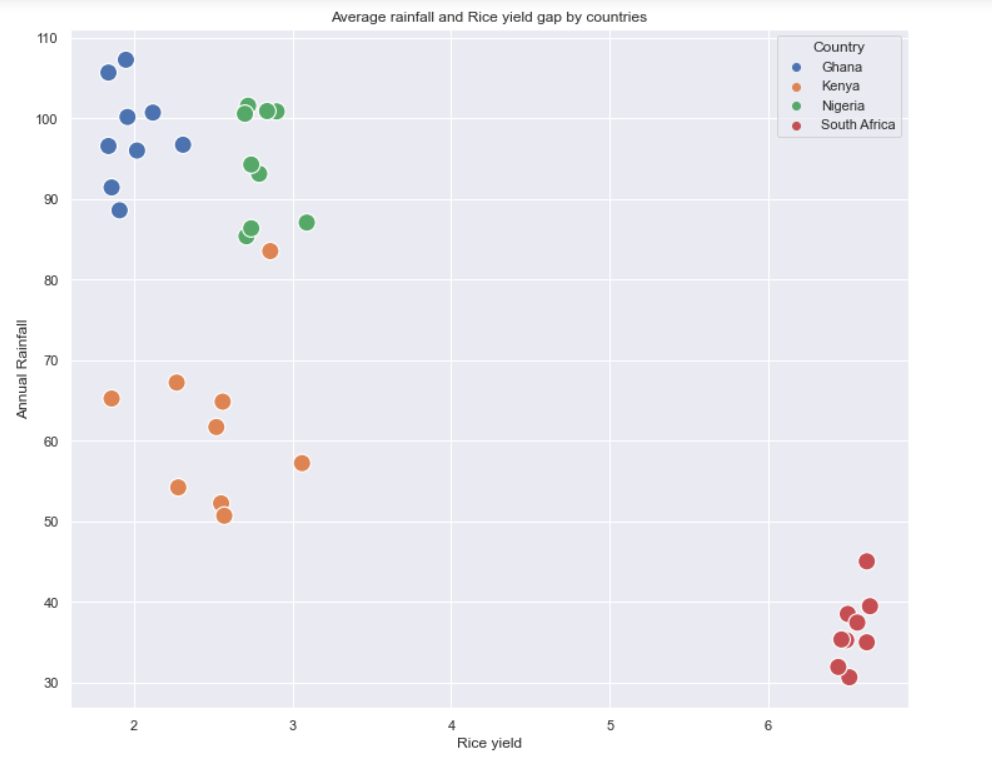 Average rainfall and Rice yield gap by countries
110
100
90
80
70
60
50
40
30
Annual Rainfall
Country
Ghana
Kenya
Nigeria
South Africa
2 3 4 5 6
Rice yield